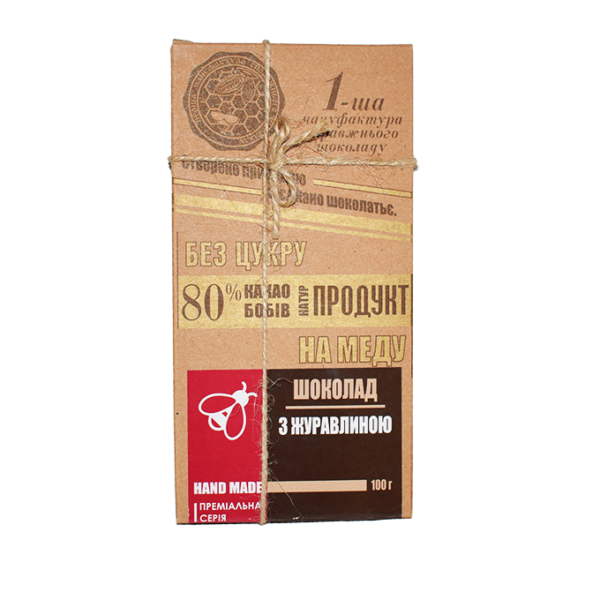 1-ша
мануфактура
шоколаду
Створено
шоколатьє.
БЕЗ ЦУКРУ
80% КАКАО БОБІВ НАТУР ПРОДУКТ
НА МЕДУ
ШОКОЛАД
З ЖУРАВЛИНОЮ
HAND MADE 100 г
ПРЕМІАЛЬНА
СЕРІЯ